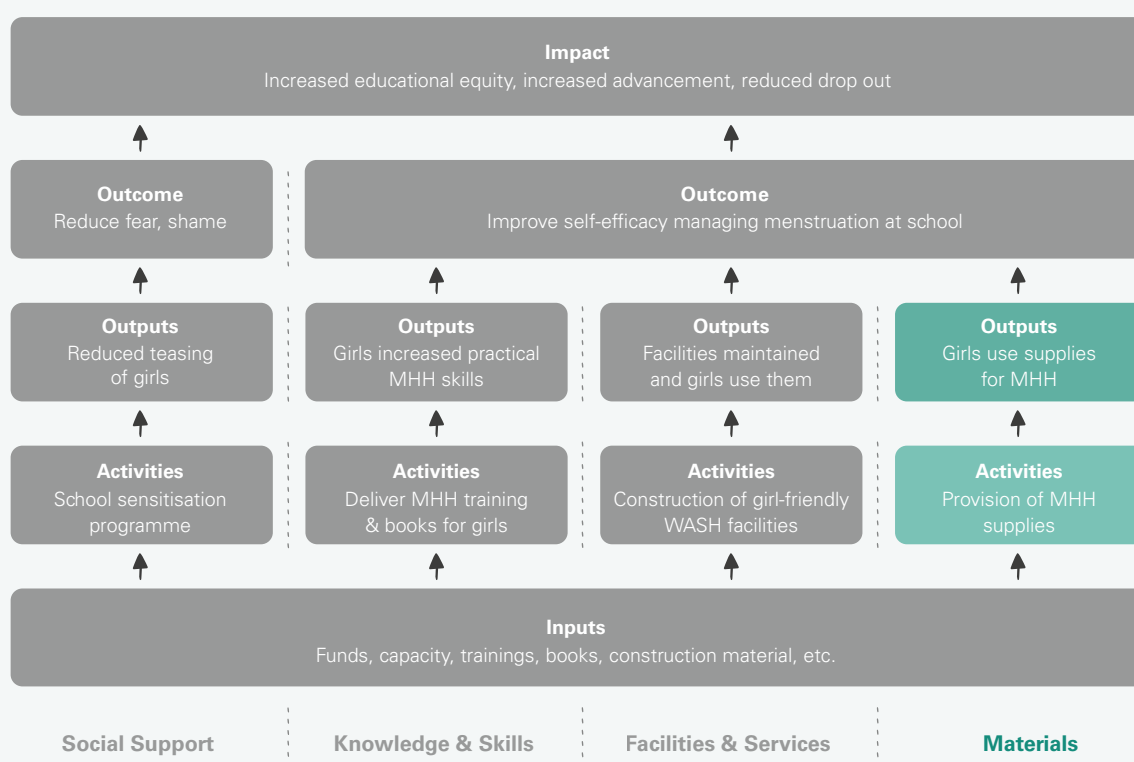 Impact
Increased educational equity, increased advancement, reduced drop out
Outcome
Reduce fear, shame
Outcome
Improve self-efficacy managing menstruation at school
Outputs
Reduced teasing
of girls
Outputs
Girls increased practical
MHH skills
Outputs
Facilities maintained
and girls use them
Outputs
Girls use supplies
for MHH
Activities
School sensitisation
programme
Activities
Deliver MHH training
& books for girls
Activities
Construction of girl-friendly
WASH facilities
Activities
Provision of MHH
supplies
Inputs
Funds, capacity, trainings, books, construction material, etc.
Social Support
Knowledge & Skills
Facilities & Services
Materials